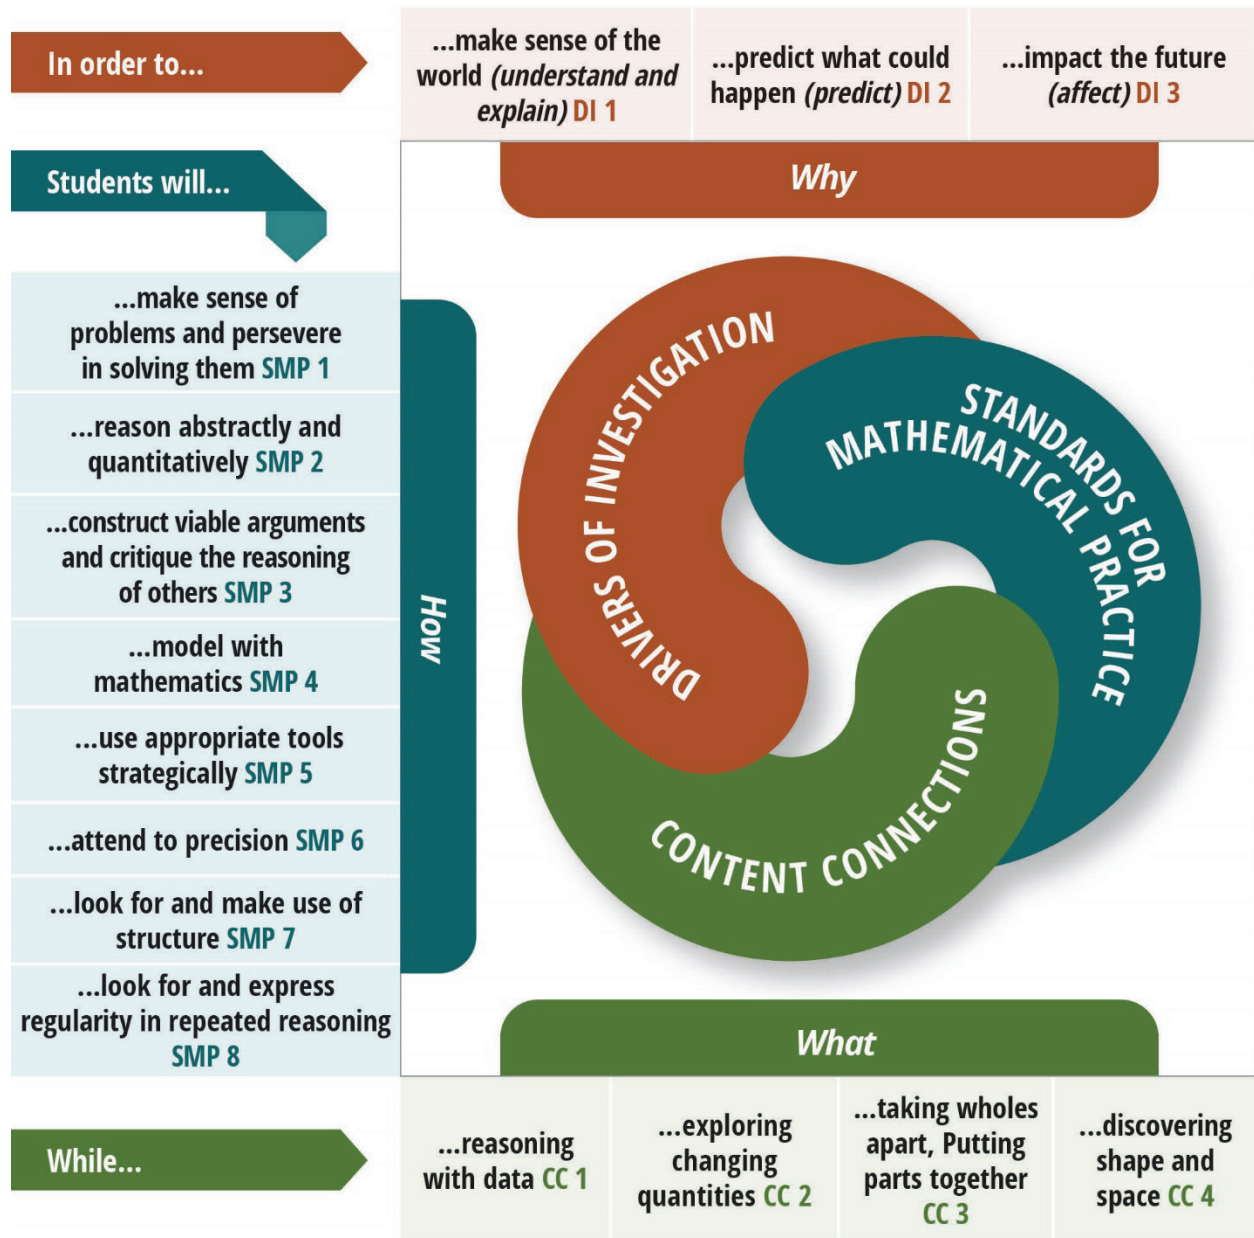 In order to...
...make sense of the
world (understand and
explain) DI 1
...predict what could
happen (predict) DI 2
...impact the future
(affect) DI 3
Students will...
Why
...make sense of
problems and persevere
in solving them SMP 1
...reason abstractly and
quantitatively SMP 2
...construct viable arguments
and critique the reasoning
of others SMP 3
...model with
mathematics SMP 4
...use appropriate tools
strategically SMP 5
...attend to precision SMP 6
...look for and make use of
structure SMP 7
...look for and express
regularity in repeated reasoning
SMP 8
How
DRIVERS OF INVESTIGATION
STANDARDS FOR
MATHEMATICAL PRACTICE
CONTENT CONNECTIONS
What
While...
...reasoning
with data CC 1
...exploring
changing
quantities CC 2
...taking wholes
apart, Putting
parts together
CC 3
...discovering
shape and
space CC 4